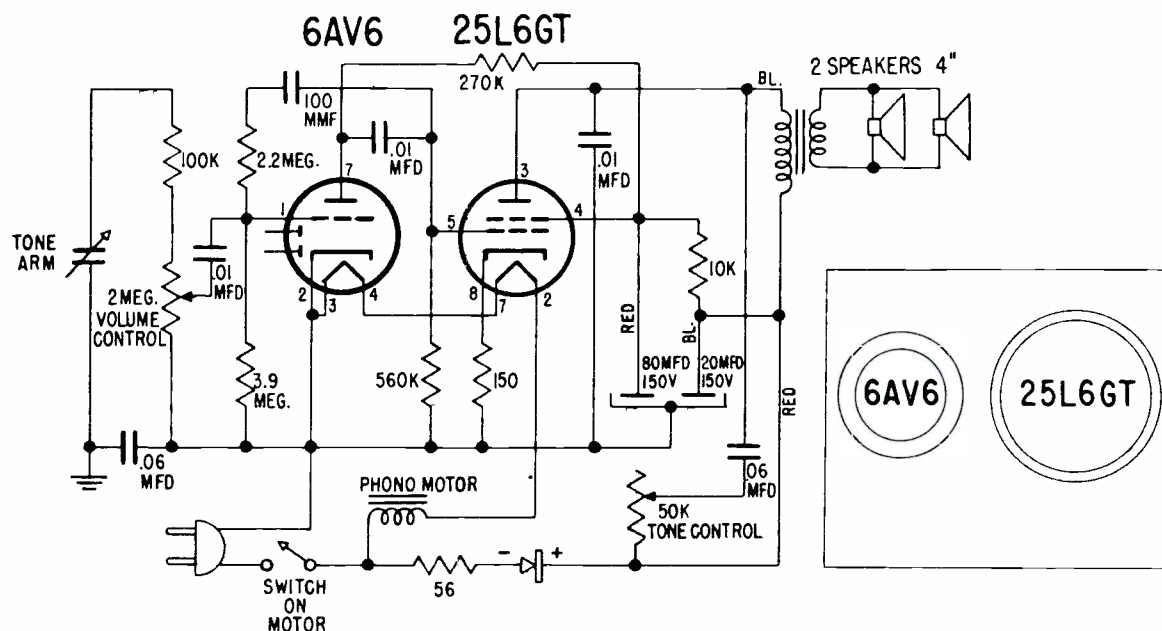 6AV6
25L6GT
270K
BL.
2 SPEAKERS 4"
100
MMF
.01
MFD
.01
MFD
100K
2.2MEG.
7
3
1
5
4
TONE
ARM
.01
MFD
10K
2MEG.
VOLUME
CONTROL
2
3
4
8
7
2
RED
BL.
80MFD
150V
20MFD
150V
RED
3.9
MEG.
560K
150
6AV6
25L6GT
.06
MFD
PHONO MOTOR
.06
MFD
50K
TONE CONTROL
- +
56
SWITCH
ON
MOTOR